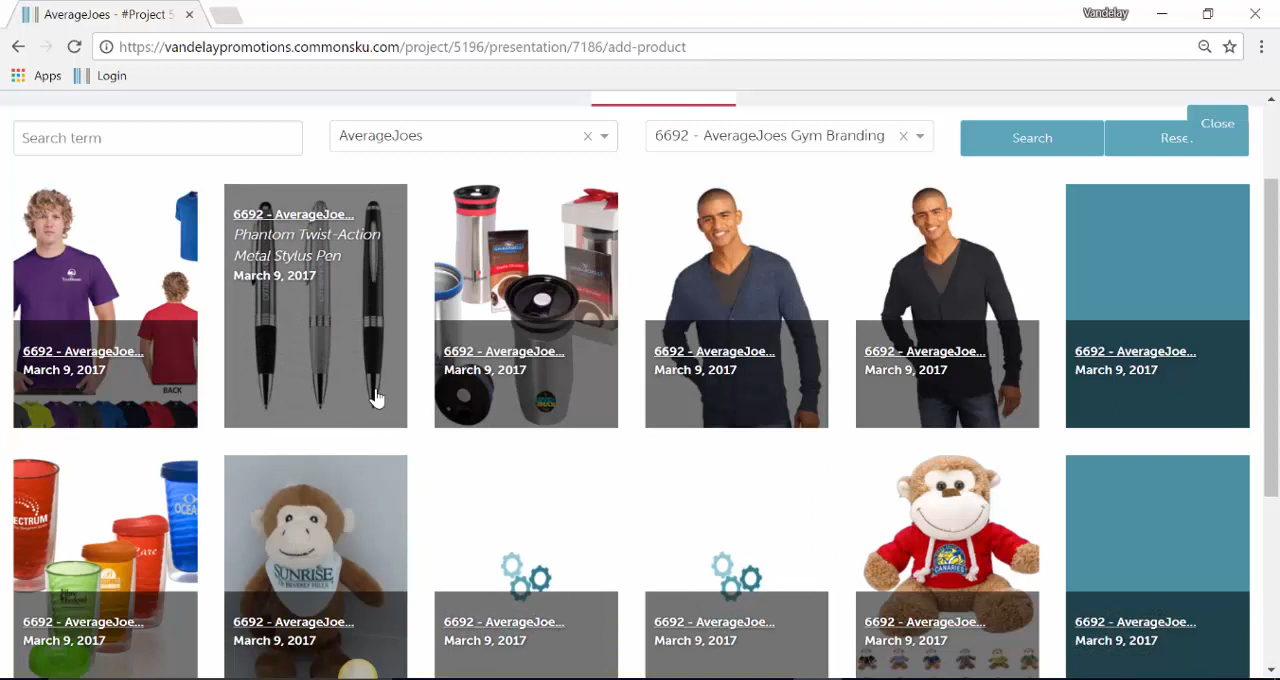 AverageJoes - #Project 5
Vandelay
https://vandelaypromotions.commonsku.com/project/5196/presentation/7186/add-product
Apps
Login
Search term
AverageJoes
6692 - AverageJoes Gym Branding
Search
Rese
Close
6692 - AverageJoe...
March 9, 2017
BACK
6692 - AverageJoe...
Phantom Twist-Action
Metal Stylus Pen
March 9, 2017
6692 - AverageJoe...
March 9, 2017
6692 - AverageJoe...
March 9, 2017
6692 - AverageJoe...
March 9, 2017
6692 - AverageJoe...
March 9, 2017
ECTRUM
OCEA
6692 - AverageJoe...
March 9, 2017
SUNRISE
6692 - AverageJoe...
March 9, 2017
6692 - AverageJoe...
March 9, 2017
6692 - AverageJoe...
March 9, 2017
CANARIES
6692 - AverageJoe...
March 9, 2017
6692 - AverageJoe...
March 9, 2017